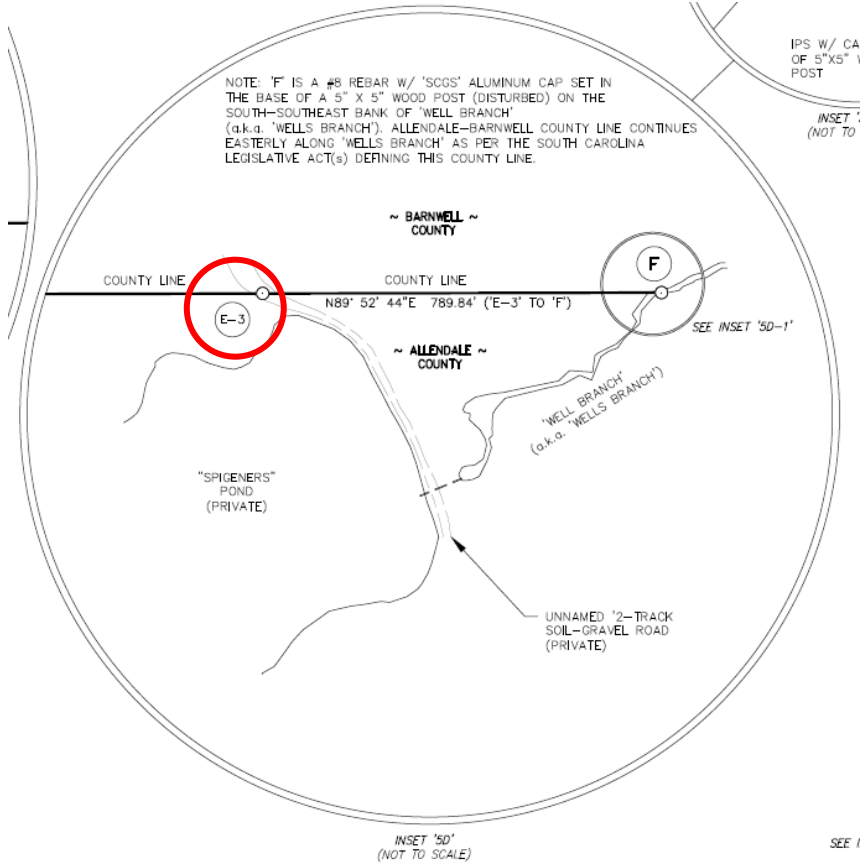 NOTE: 'F' IS A #8 REBAR W/ 'SCGS' ALUMINUM CAP SET IN
THE BASE OF A 5" X 5" WOOD POST (DISTURBED) ON THE
SOUTH-SOUTHEAST BANK OF 'WELL BRANCH'
(a.k.a. 'WELLS BRANCH'). ALLENDALE-BARNWELL COUNTY LINE CONTINUES
EASTERLY ALONG 'WELLS BRANCH' AS PER THE SOUTH CAROLINA
LEGISLATIVE ACT(s) DEFINING THIS COUNTY LINE.
IPS W/ CA
OF 5"X5" W
POST
INSET '
(NOT TO
~ BARNWELL ~
COUNTY
F
COUNTY LINE
COUNTY LINE
N89° 52' 44"E 789.84' ('E-3' TO 'F')
E-3
SEE INSET '5D-1'
~ ALLENDALE ~
COUNTY
'WELL BRANCH'
(a.k.a. 'WELLS BRANCH')
"SPIGENERS"
POND
(PRIVATE)
UNNAMED '2-TRACK
SOIL-GRAVEL ROAD
(PRIVATE)
INSET '5D'
(NOT TO SCALE)
SEE I